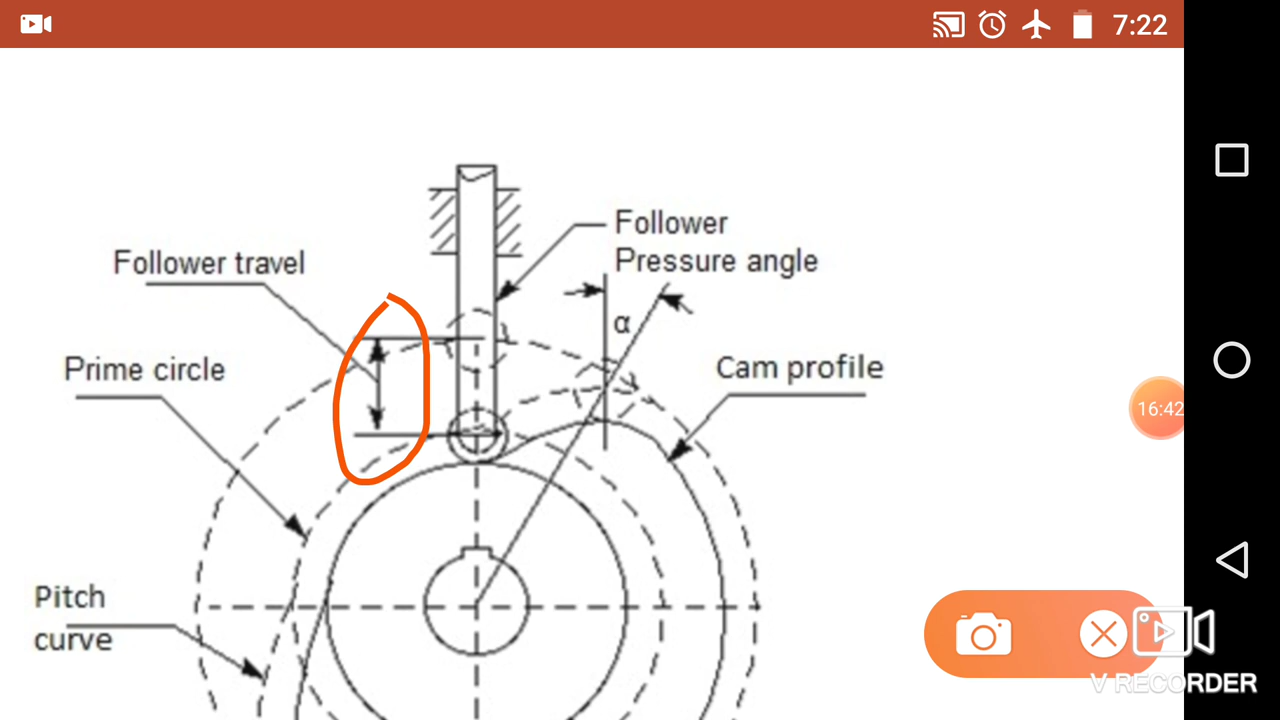 7:22
Follower
Pressure angle
Follower travel
α
Prime circle
Cam profile
16:42
Pitch
curve
V RECORDER